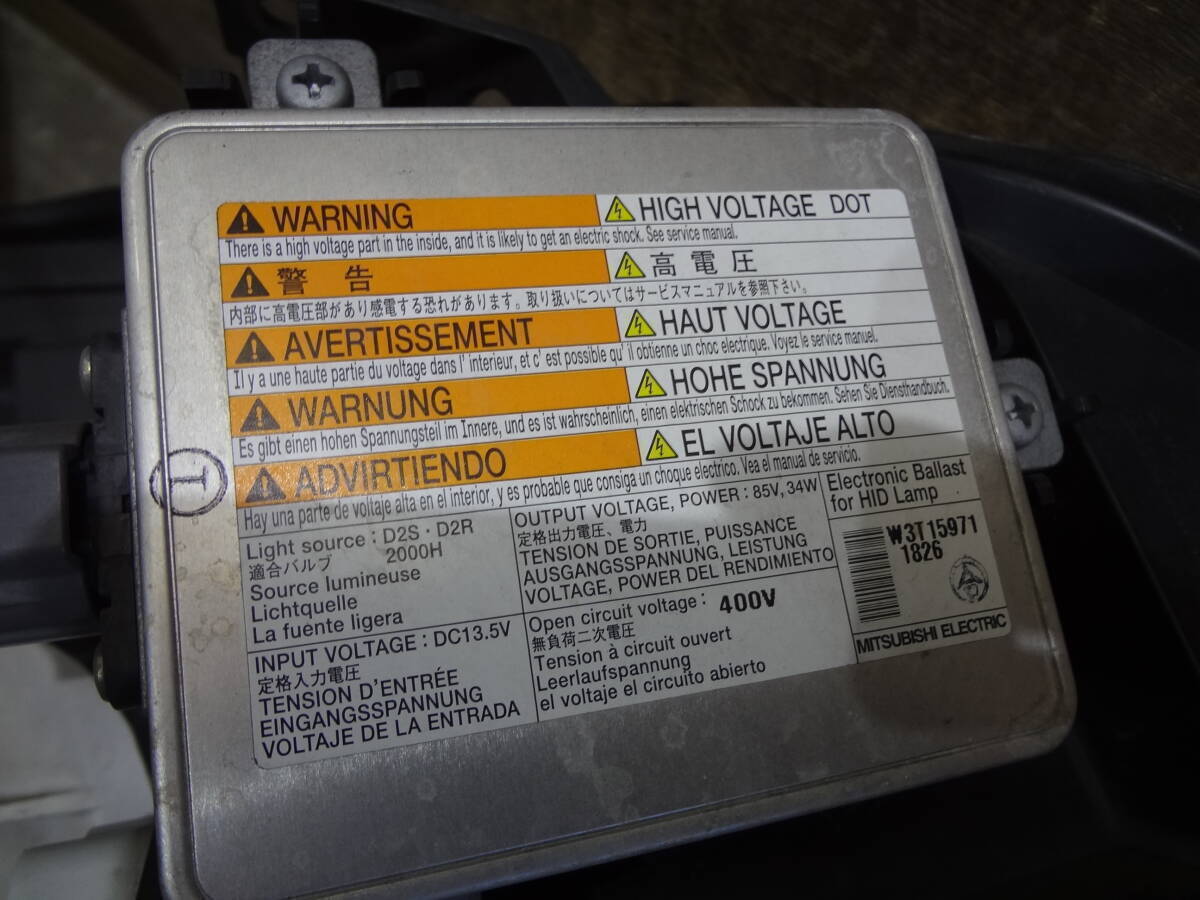 WARNING HIGH VOLTAGE DOT
There is a high voltage part in the inside, and it is likely to get an electric shock. See service manual.
警告 高電圧
内部に高電圧部があり感電する恐れがあります。取り扱いについてはサービスマニュアルを参照下さい。
AVERTISSEMENT HAUT VOLTAGE
Il y a une haute partie du voltage dans l' interieur, et c' est possible qu' il obtienne un choc electrique. Voyez le service manuel.
WARNUNG HOHE SPANNUNG
Es gibt einen hohen Spannungsteil im Innere, und es ist wahrscheinlich, einen elektrischen Schock zu bekommen. Sehen Sie Diensthandbuch.
ADVIRTIENDO EL VOLTAJE ALTO
Hay una parte de voltaje alta en el interior, y es probable que consiga un choque electrico. Vea el manual de servicio.
Light source : D2S · D2R
適合バルブ 2000H
Source lumineuse
Lichtquelle
La fuente ligera
INPUT VOLTAGE : DC13.5V
定格入力電圧
TENSION D'ENTRÉE
EINGANGSSPANNUNG
VOLTAJE DE LA ENTRADA
OUTPUT VOLTAGE, POWER : 85V, 34W
定格出力電圧、電力
TENSION DE SORTIE, PUISSANCE
AUSGANGSSPANNUNG, LEISTUNG
VOLTAGE, POWER DEL RENDIMIENTO
Open circuit voltage : 400V
無負荷二次電圧
Tension à circuit ouvert
Leerlaufspannung
el voltaje el circuito abierto
Electronic Ballast
for HID Lamp
W3T15971
1826
MITSUBISHI ELECTRIC
T